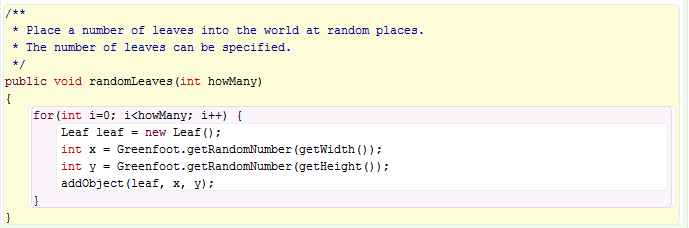 /**
 * Place a number of leaves into the world at random places.
 * The number of leaves can be specified.
 */
public void randomLeaves(int howMany)
{
    for(int i=0; i<howMany; i++) {
        Leaf leaf = new Leaf();
        int x = Greenfoot.getRandomNumber(getWidth());
        int y = Greenfoot.getRandomNumber(getHeight());
        addObject(leaf, x, y);
    }
}